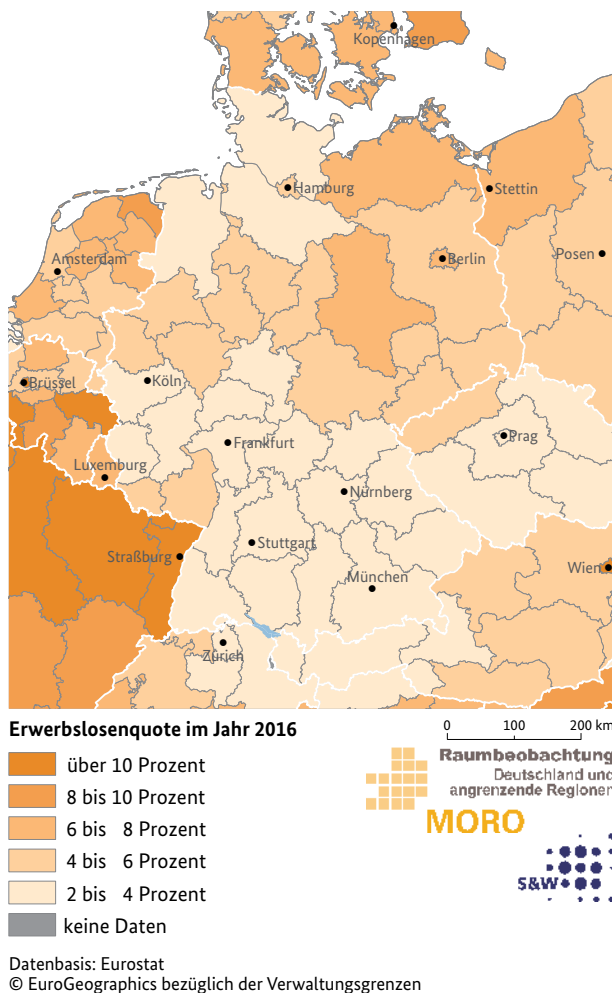 Kopenhagen
Hamburg
Stettin
Amsterdam
Berlin
Posen
Brüssel
Köln
Prag
Frankfurt
Luxemburg
Nürnberg
Straßburg
Stuttgart
Wien
München
Zürich
Erwerbslosenquote im Jahr 2016
0 100 200 km
über 10 Prozent
8 bis 10 Prozent
6 bis 8 Prozent
4 bis 6 Prozent
2 bis 4 Prozent
keine Daten
Raumbeobachtung
Deutschland und
angrenzende Regionen
MORO
S&W
Datenbasis: Eurostat
© EuroGeographics bezüglich der Verwaltungsgrenzen